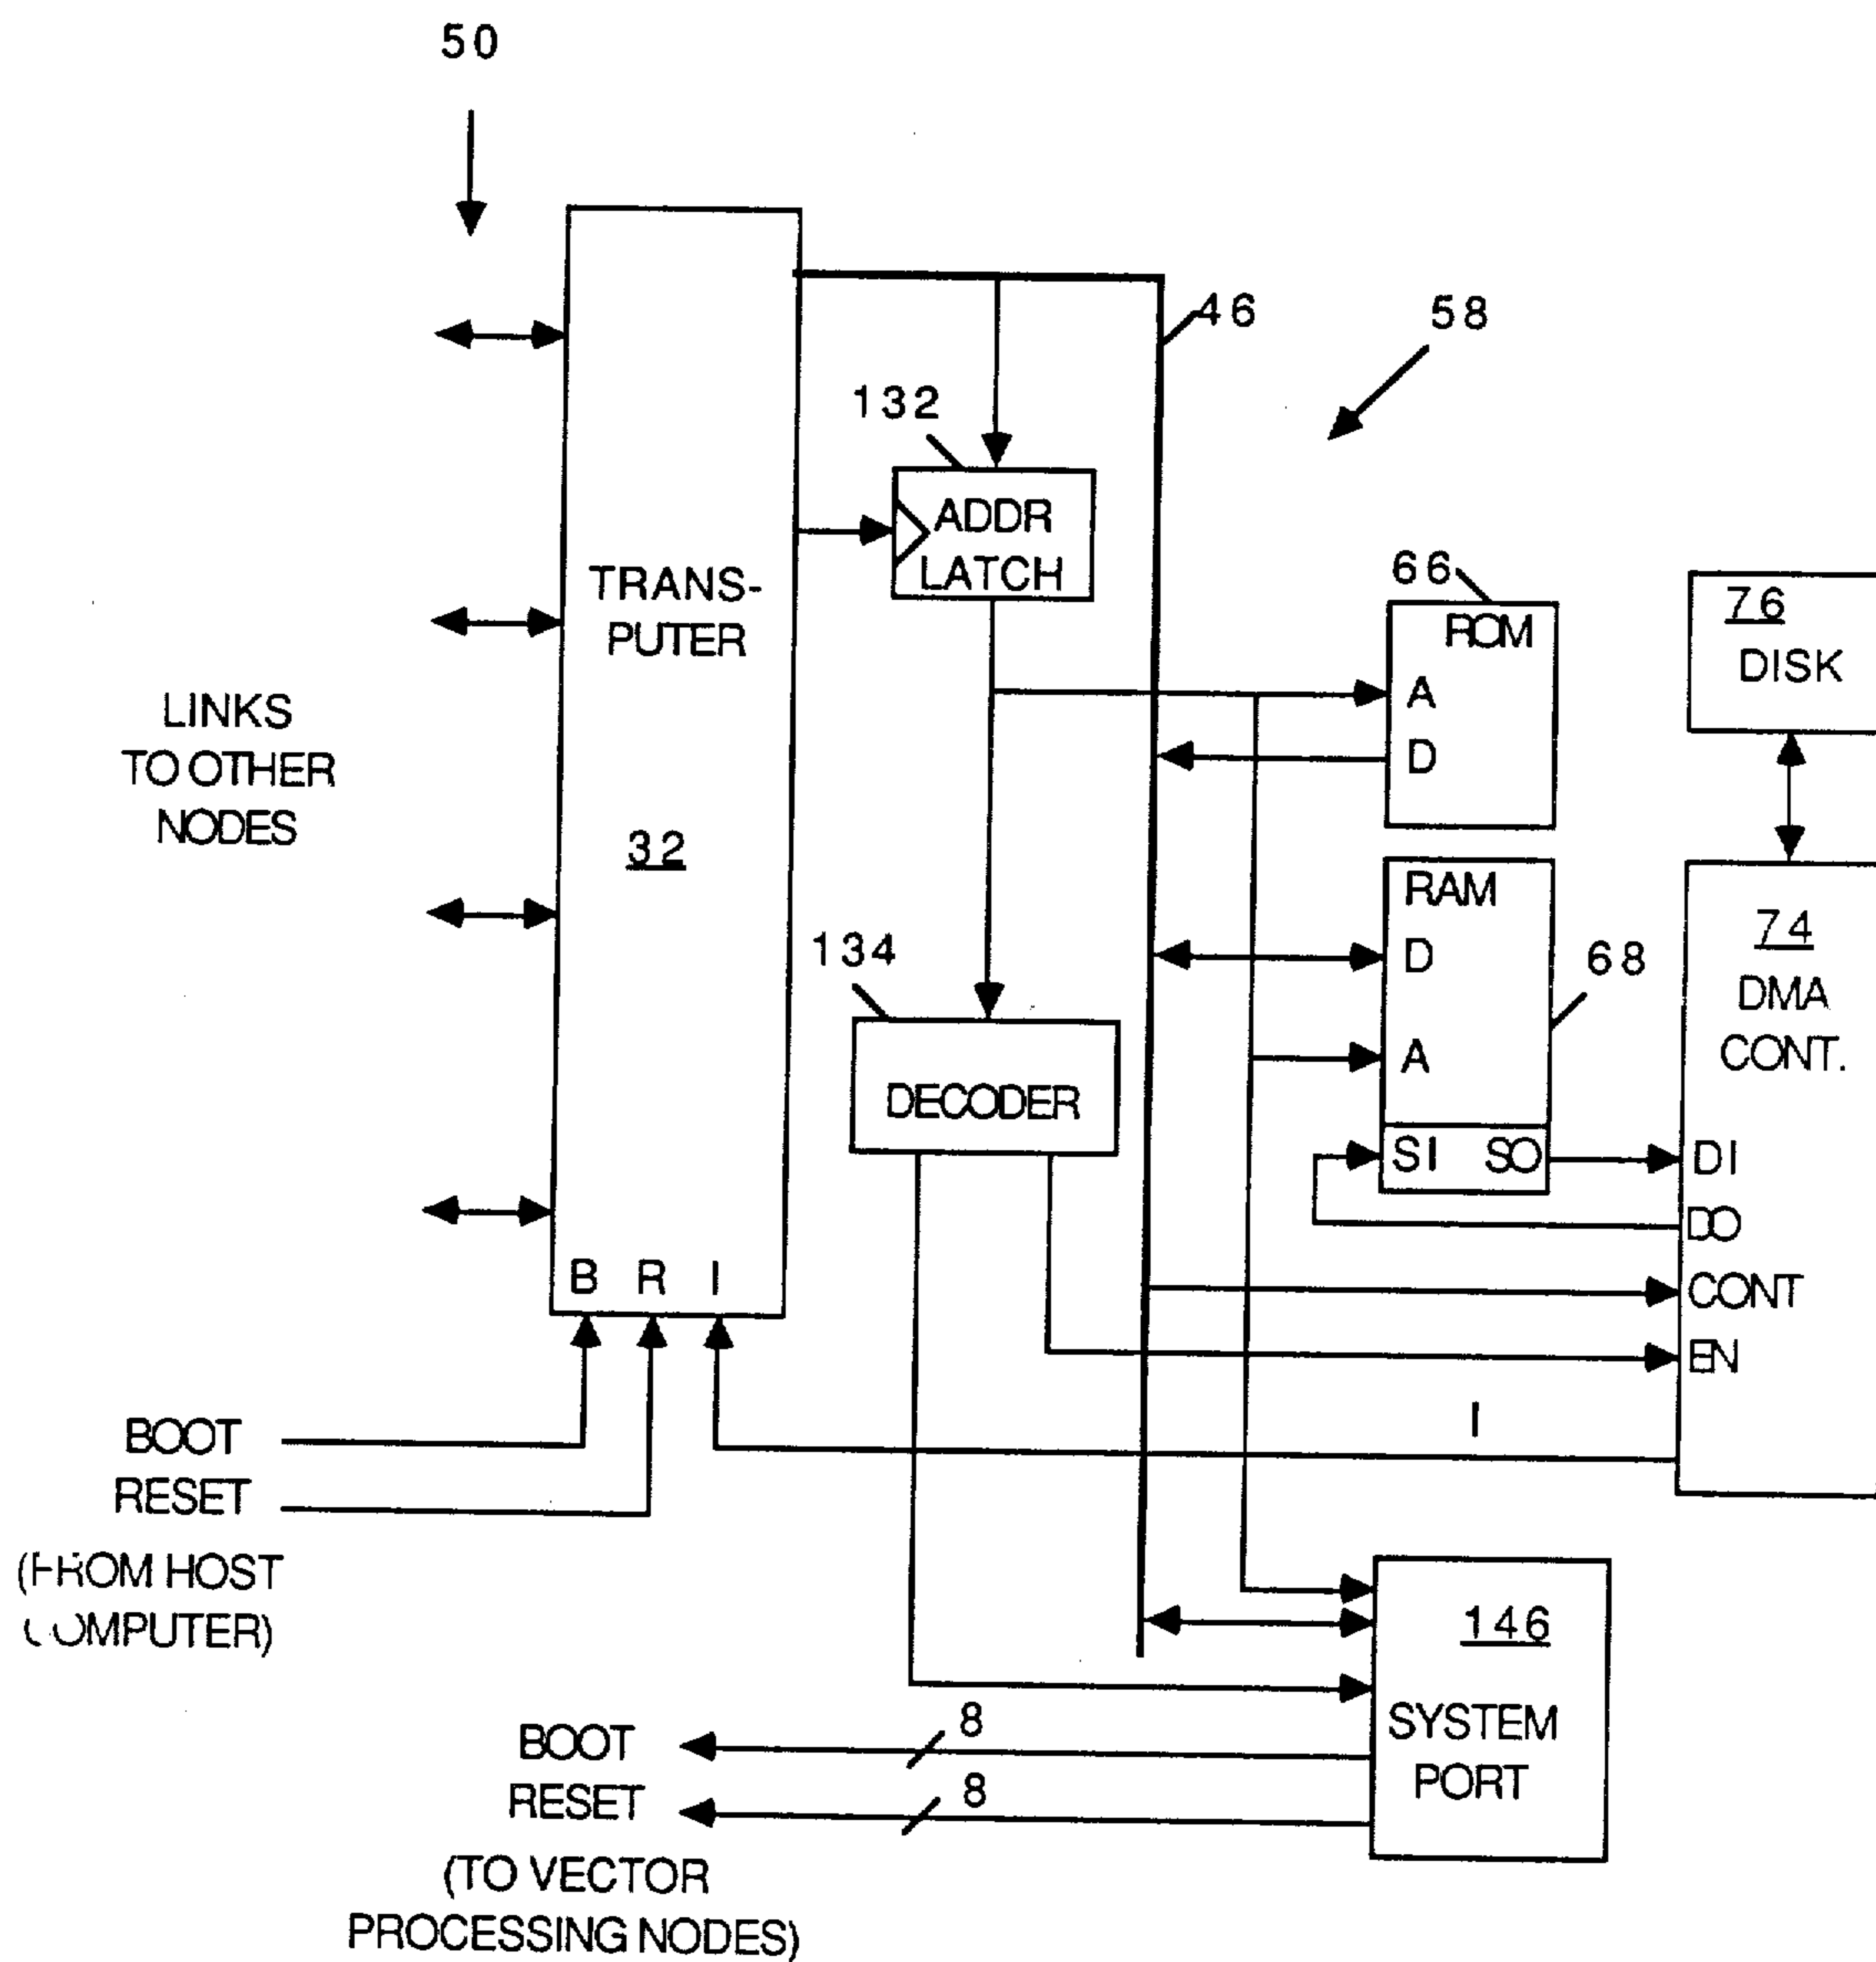 50
46
58
132
ADDR
LATCH
66
ROM
A
D
76
DISK
TRANS-
PUTER
32
LINKS
TO OTHER
NODES
RAM
D
A
SI SO
68
74
DMA
CONT.
DI
DO
CONT
EN
I
134
DECODER
B R I
BOOT
RESET
(FROM HOST
COMPUTER)
146
SYSTEM
PORT
BOOT
8
RESET
8
(TO VECTOR
PROCESSING NODES)